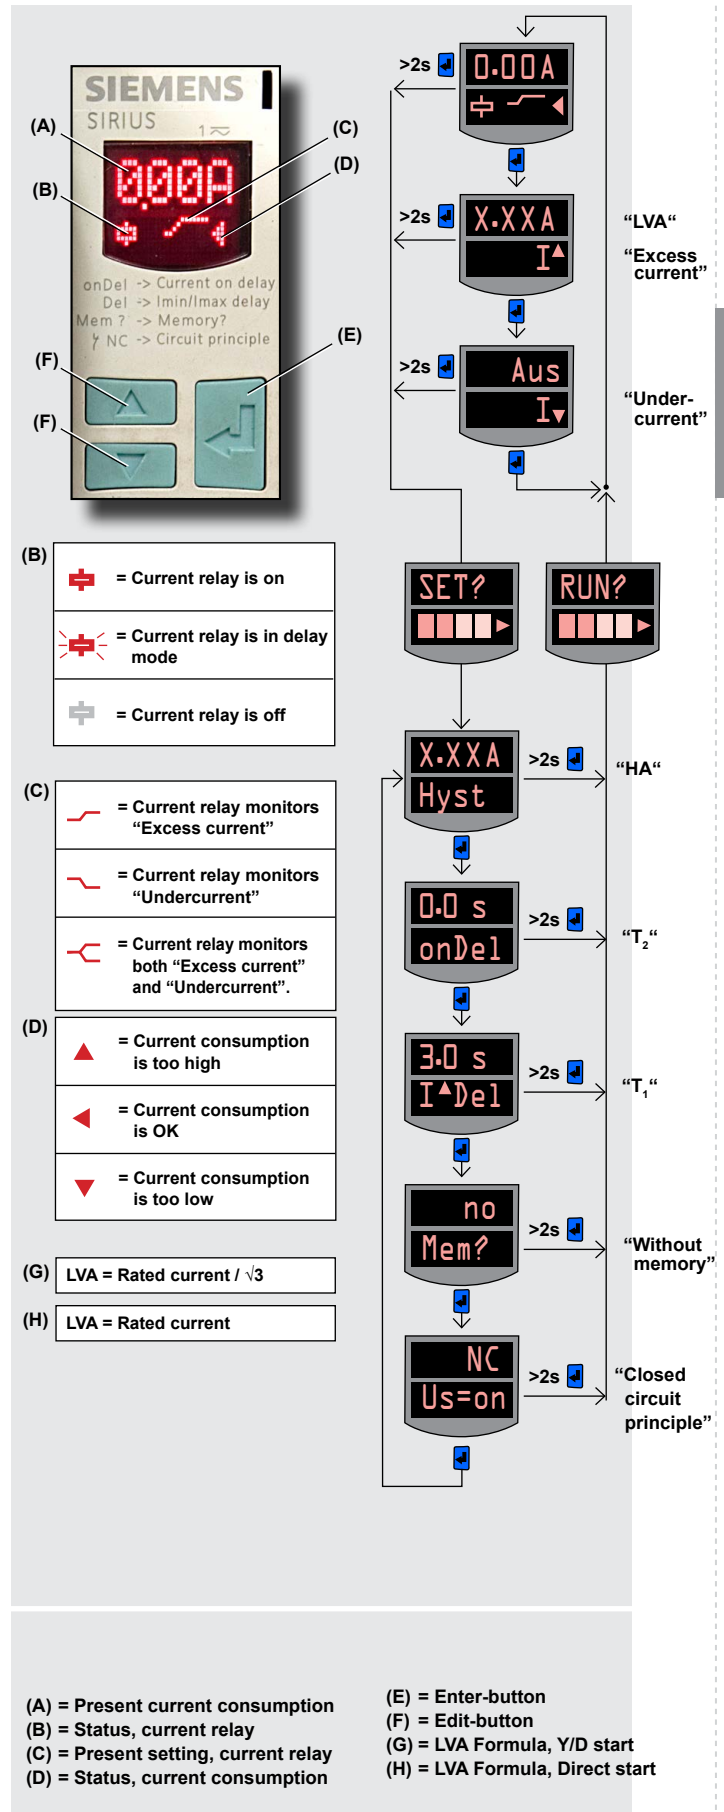 SIEMENS
SIRIUS
1
0.00A
onDel -> Current on delay
Del -> Imin/Imax delay
Mem ? -> Memory?
NC -> Circuit principle
(A)
(B)
(C)
(D)
(E)
(F)
(F)
>2s
0.00A
>2s
X.XXA
I
“LVA“
“Excess
current”
>2s
Aus
I
“Under-
current”
SET?
RUN?
X.XXA
Hyst
>2s
“HA“
0.0 s
onDel
>2s
“T2“
3.0 s
I▲Del
>2s
“T1“
no
Mem?
>2s
“Without
memory”
NC
Us=on
>2s
“Closed
circuit
principle”
(B)
= Current relay is on
= Current relay is in delay
mode
= Current relay is off
(C)
= Current relay monitors
“Excess current”
= Current relay monitors
“Undercurrent”
= Current relay monitors
both “Excess current”
and “Undercurrent”.
(D)
= Current consumption
is too high
= Current consumption
is OK
= Current consumption
is too low
(G) LVA = Rated current / √3
(H) LVA = Rated current
(A) = Present current consumption
(B) = Status, current relay
(C) = Present setting, current relay
(D) = Status, current consumption
(E) = Enter-button
(F) = Edit-button
(G) = LVA Formula, Y/D start
(H) = LVA Formula, Direct start